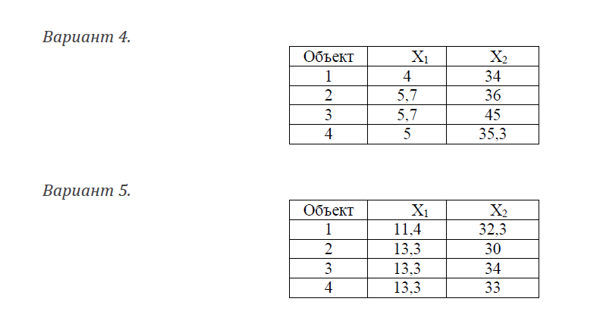 Вариант 4.
Объект X₁ X₂
1 4 34
2 5,7 36
3 5,7 45
4 5 35,3
Вариант 5.
Объект X₁ X₂
1 11,4 32,3
2 13,3 30
3 13,3 34
4 13,3 33